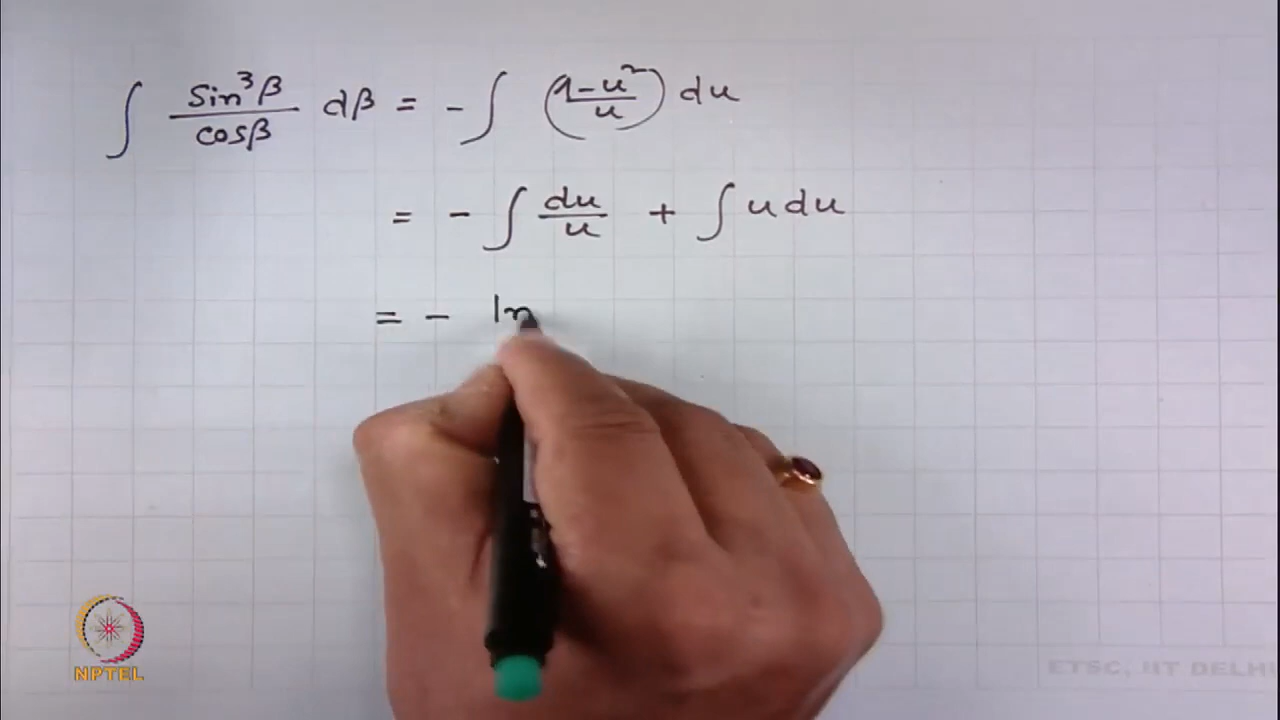 ∫ sin³β/cosβ dβ = - ∫ (1-u²/u) du
= - ∫ du/u + ∫ u du
= - ln
NPTEL
ETSC, IIT DELHI